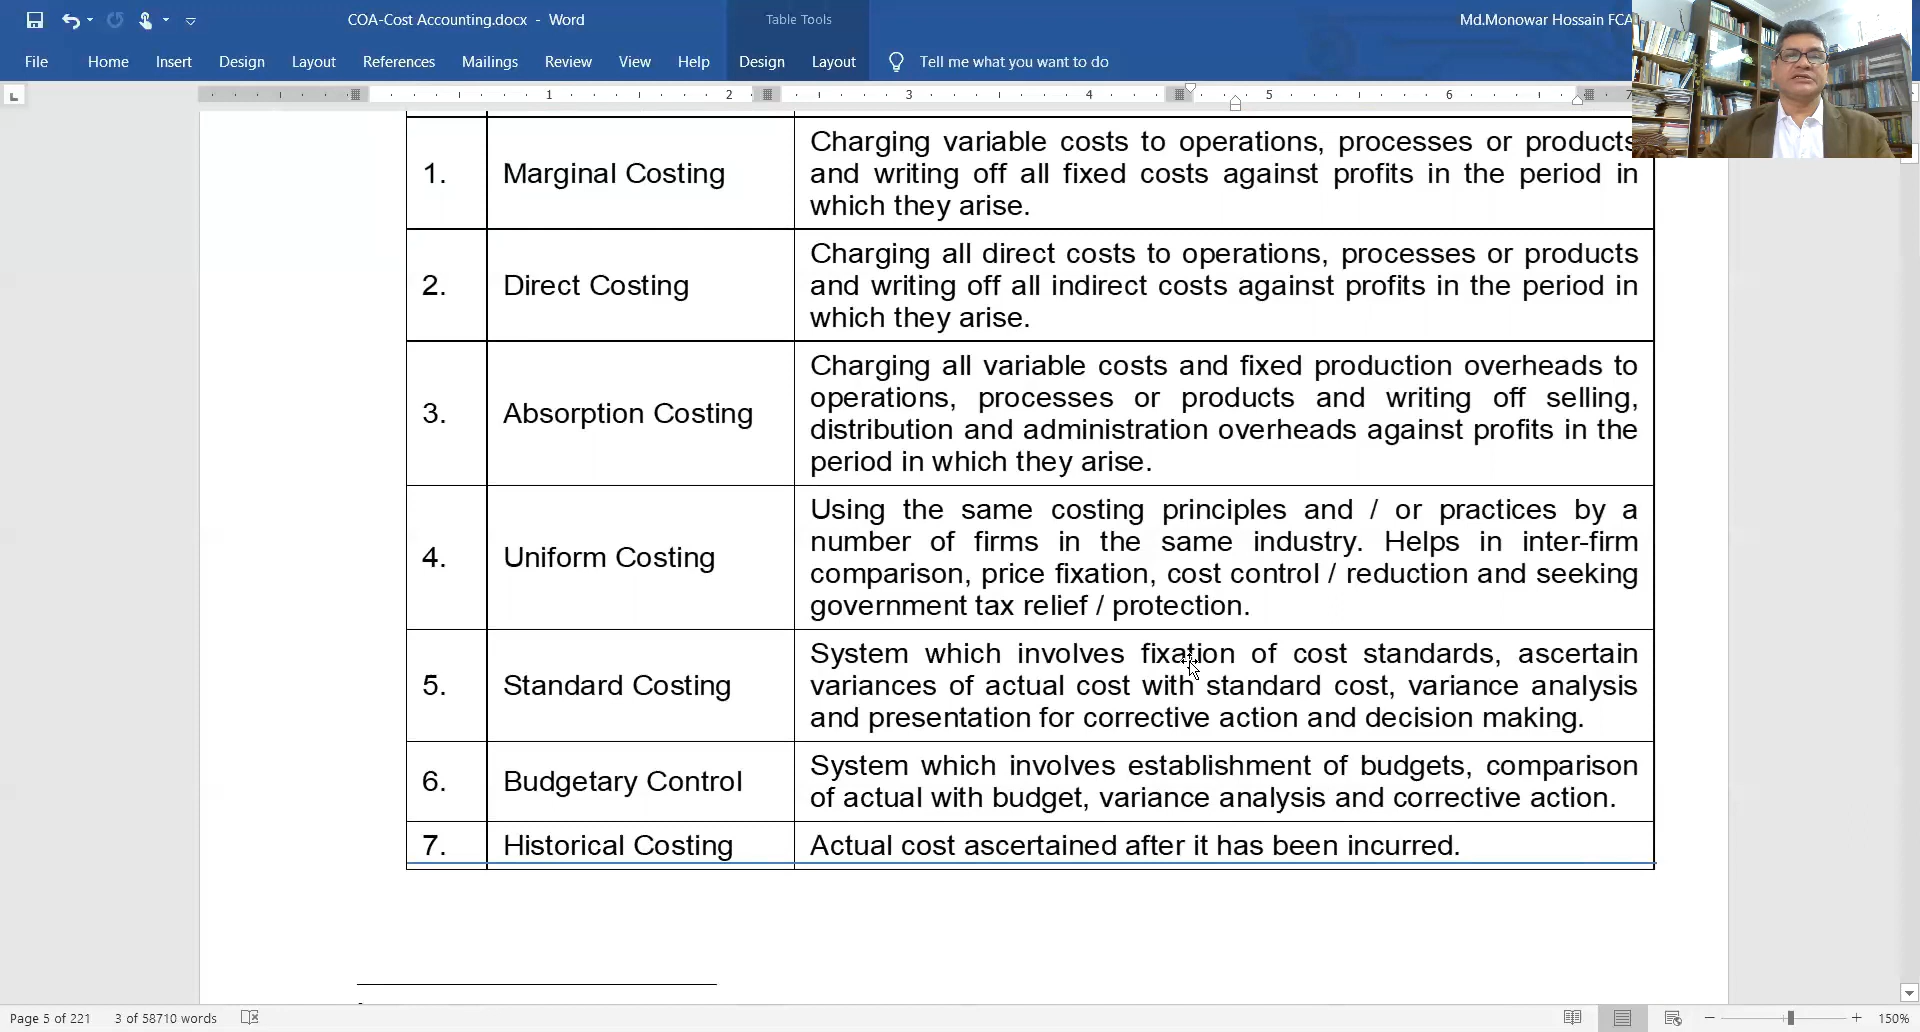 COA-Cost Accounting.docx - Word
Table Tools
Md.Monowar Hossain FCA
File Home Insert Design Layout References Mailings Review View Help Design Layout Tell me what you want to do
1 2 3 4 5 6 7
1. Marginal Costing
Charging variable costs to operations, processes or products
and writing off all fixed costs against profits in the period in
which they arise.
2. Direct Costing
Charging all direct costs to operations, processes or products
and writing off all indirect costs against profits in the period in
which they arise.
3. Absorption Costing
Charging all variable costs and fixed production overheads to
operations, processes or products and writing off selling,
distribution and administration overheads against profits in the
period in which they arise.
4. Uniform Costing
Using the same costing principles and / or practices by a
number of firms in the same industry. Helps in inter-firm
comparison, price fixation, cost control / reduction and seeking
government tax relief / protection.
5. Standard Costing
System which involves fixation of cost standards, ascertain
variances of actual cost with standard cost, variance analysis
and presentation for corrective action and decision making.
6. Budgetary Control
System which involves establishment of budgets, comparison
of actual with budget, variance analysis and corrective action.
7. Historical Costing
Actual cost ascertained after it has been incurred.
Page 5 of 221 3 of 58710 words
150%